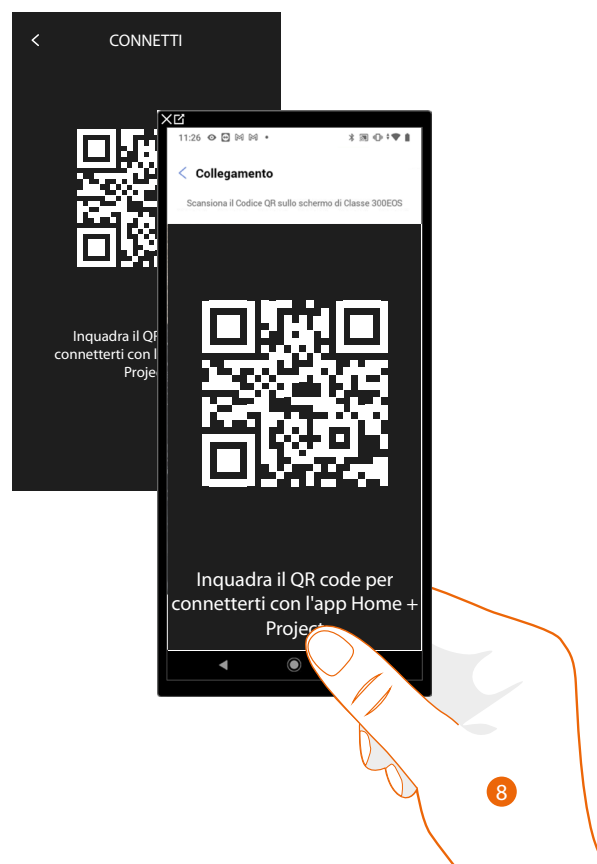 CONNETTI
Inquadra il QR
connetterti con l
Proje
11:26
Collegamento
Scansiona il Codice QR sullo schermo di Classe 300EOS
Inquadra il QR code per
connetterti con l'app Home +
Project
8